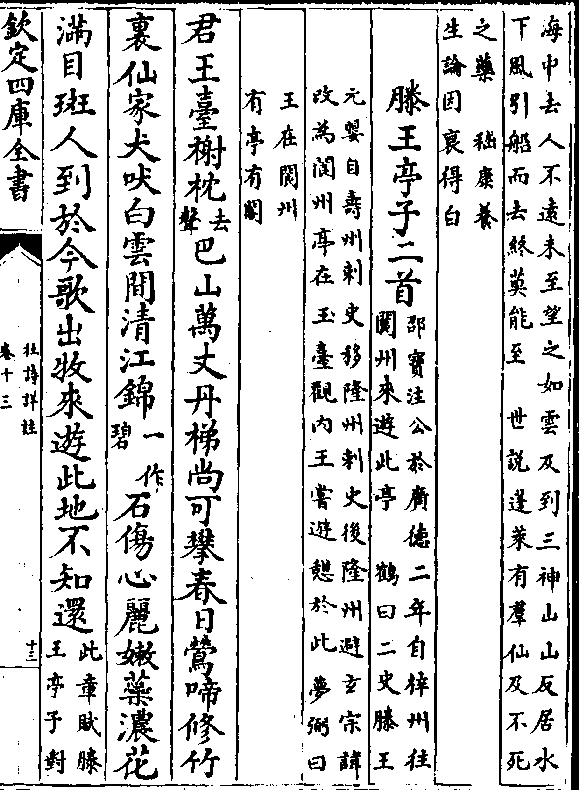 海中去人不遠未至望之如雲及到三神山山反居水
下風引船而去終莫能至　世說蓬萊有羣仙及不死
之藥　嵇康養
生論因衰得白
滕王亭子二首
邵寶注公於廣德二年自梓州往
閬州來遊此亭　鶴曰二史滕王
元嬰自壽州刺史移隆州刺史後隆州避玄宗諱
改為閬州亭在玉臺觀内王嘗遊憩於此　夢弼曰
王在閬州
有亭有閣
君王臺榭枕去聲巴山萬丈丹梯尚可攀春日鶯啼修竹
裏仙家犬吠白雲間清江錦一作碧石傷心麗嫩蘂濃花
滿目斑人到於今歌出牧來遊此地不知還
此章賦滕
王亭子對
欽定四庫全書
杜詩詳註
卷十三
十三